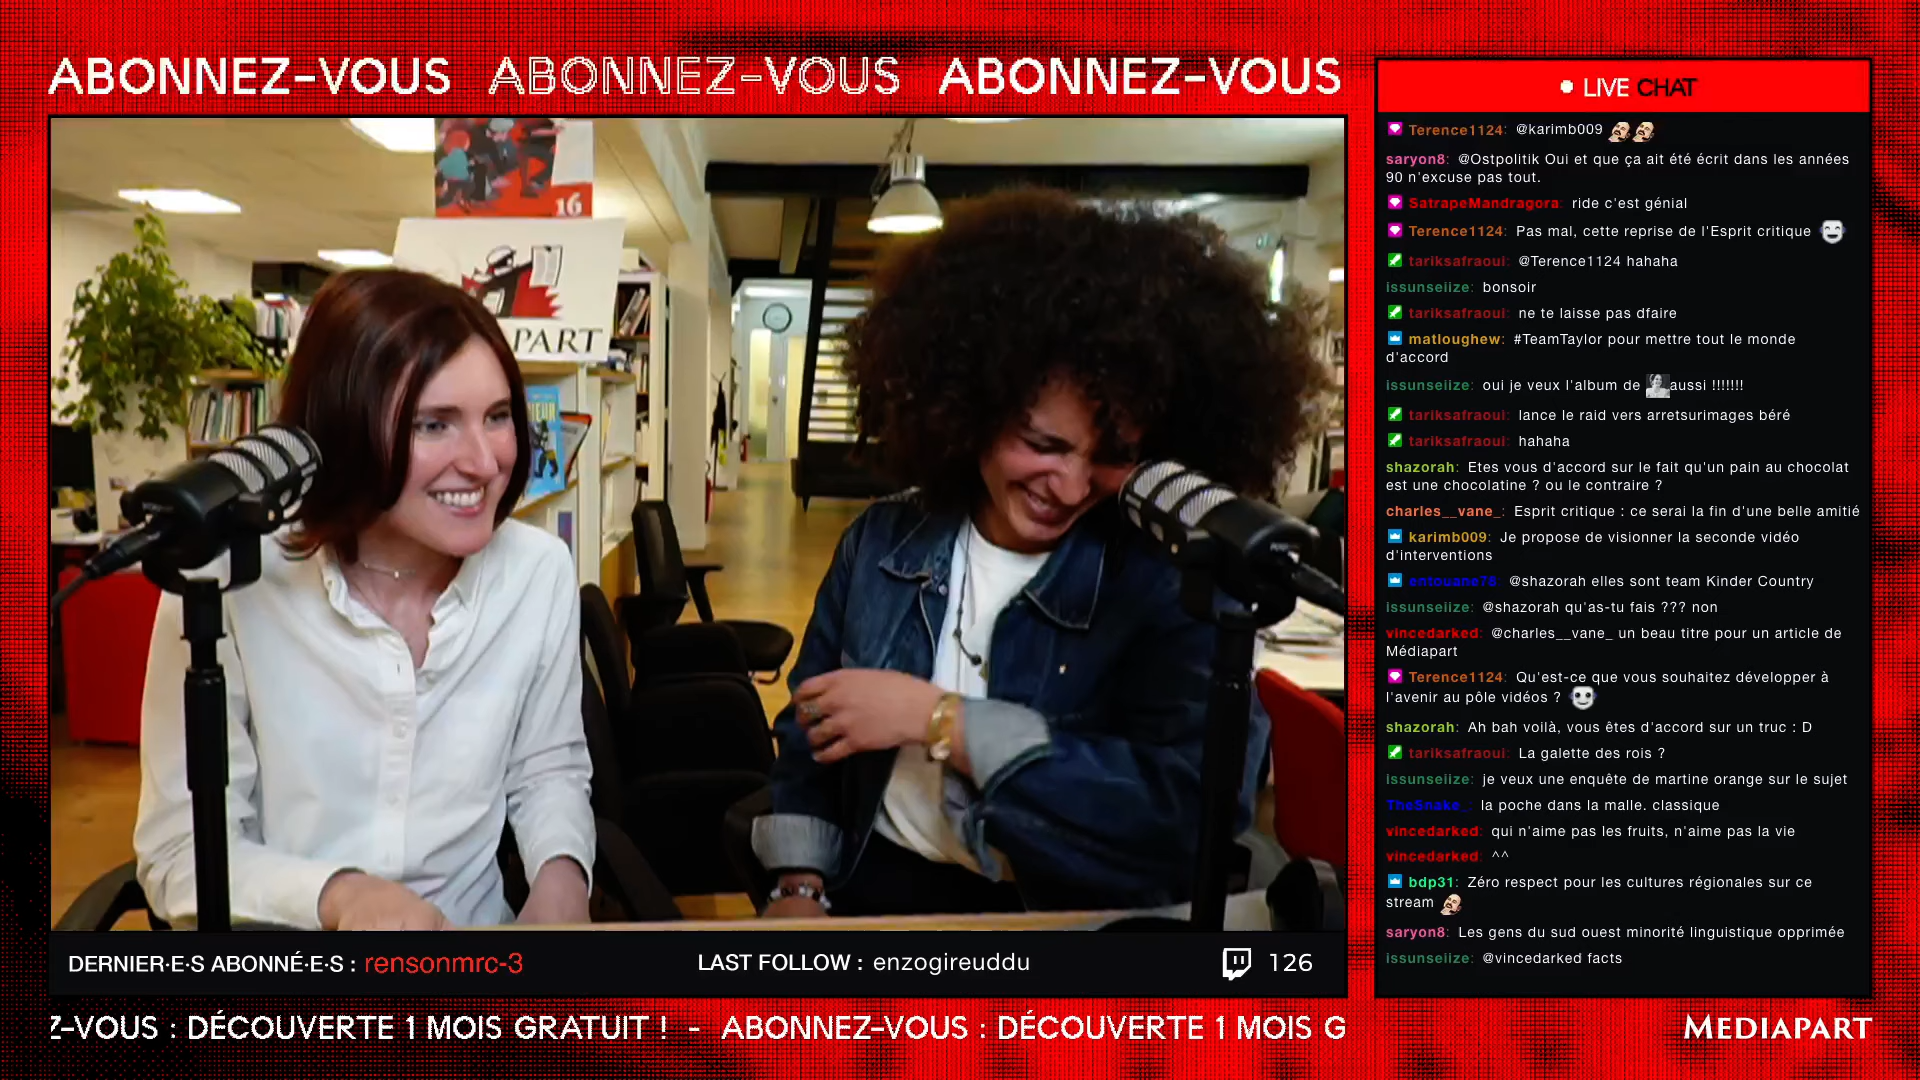 ABONNEZ-VOUS ABONNEZ-VOUS ABONNEZ-VOUS
16
PART
LIVE CHAT
Terence1124: @karimb009
saryon8: @Ostpolitik Oui et que ça ait été écrit dans les années
90 n'excuse pas tout.
SatrapeMandragora: ride c'est génial
Terence1124: Pas mal, cette reprise de l'Esprit critique
tariksafraoui: @Terence1124 hahaha
issunseiize: bonsoir
tariksafraoui: ne te laisse pas dfaire
matloughew: #TeamTaylor pour mettre tout le monde
d'accord
issunseiize: oui je veux l'album de aussi !!!!!!!
tariksafraoui: lance le raid vers arretsurimages béré
tariksafraoui: hahaha
shazorah: Etes vous d'accord sur le fait qu'un pain au chocolat
est une chocolatine ? ou le contraire ?
charles__vane_: Esprit critique : ce serai la fin d'une belle amitié
karimb009: Je propose de visionner la seconde vidéo
d'interventions
entouane78: @shazorah elles sont team Kinder Country
issunseiize: @shazorah qu'as-tu fais ??? non
vincedarked: @charles__vane_ un beau titre pour un article de
Médiapart
Terence1124: Qu'est-ce que vous souhaitez développer à
l'avenir au pôle vidéos ?
shazorah: Ah bah voilà, vous êtes d'accord sur un truc : D
tariksafraoui: La galette des rois ?
issunseiize: je veux une enquête de martine orange sur le sujet
TheSnake_: la poche dans la malle. classique
vincedarked: qui n'aime pas les fruits, n'aime pas la vie
vincedarked: ^^
bdp31: Zéro respect pour les cultures régionales sur ce
stream
saryon8: Les gens du sud ouest minorité linguistique opprimée
issunseiize: @vincedarked facts
DERNIER·E·S ABONNÉ·E·S : rensonmrc-3
LAST FOLLOW : enzogireuddu
126
Z-VOUS : DÉCOUVERTE 1 MOIS GRATUIT ! - ABONNEZ-VOUS : DÉCOUVERTE 1 MOIS G
MEDIAPART